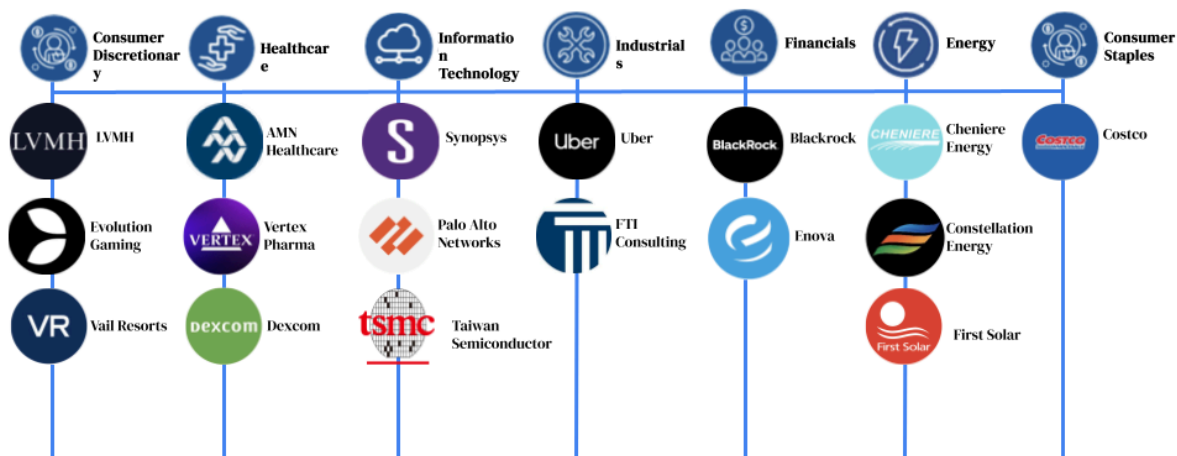 Consumer
Discretionar
y
Healthcar
e
Informatio
n
Technology
Industrial
s
Financials
Energy
Consumer
Staples
LVMH
LVMH
Evolution
Gaming
VR
Vail Resorts
AMN
Healthcare
VERTEX
Vertex
Pharma
Dexcom
Dexcom
S
Synopsys
Palo Alto
Networks
tsmc
Taiwan
Semiconductor
Uber
Uber
FTI
Consulting
BlackRock
Blackrock
Enova
CHENIERE
Cheniere
Energy
Constellation
Energy
First Solar
First Solar
Costco
Costco